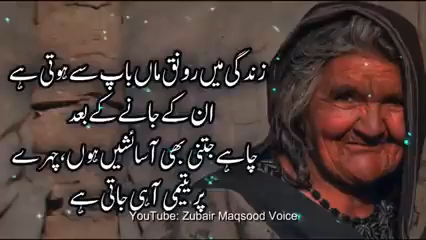 زندگی میں رونق ماں باپ سے ہوتی ہے
ان کے جانے کے بعد
چاہے جتنی بھی آسائشیں ہوں، چہرے
پر یتیمی آ ہی جاتی ہے
YouTube: Zubair Maqsood Voice